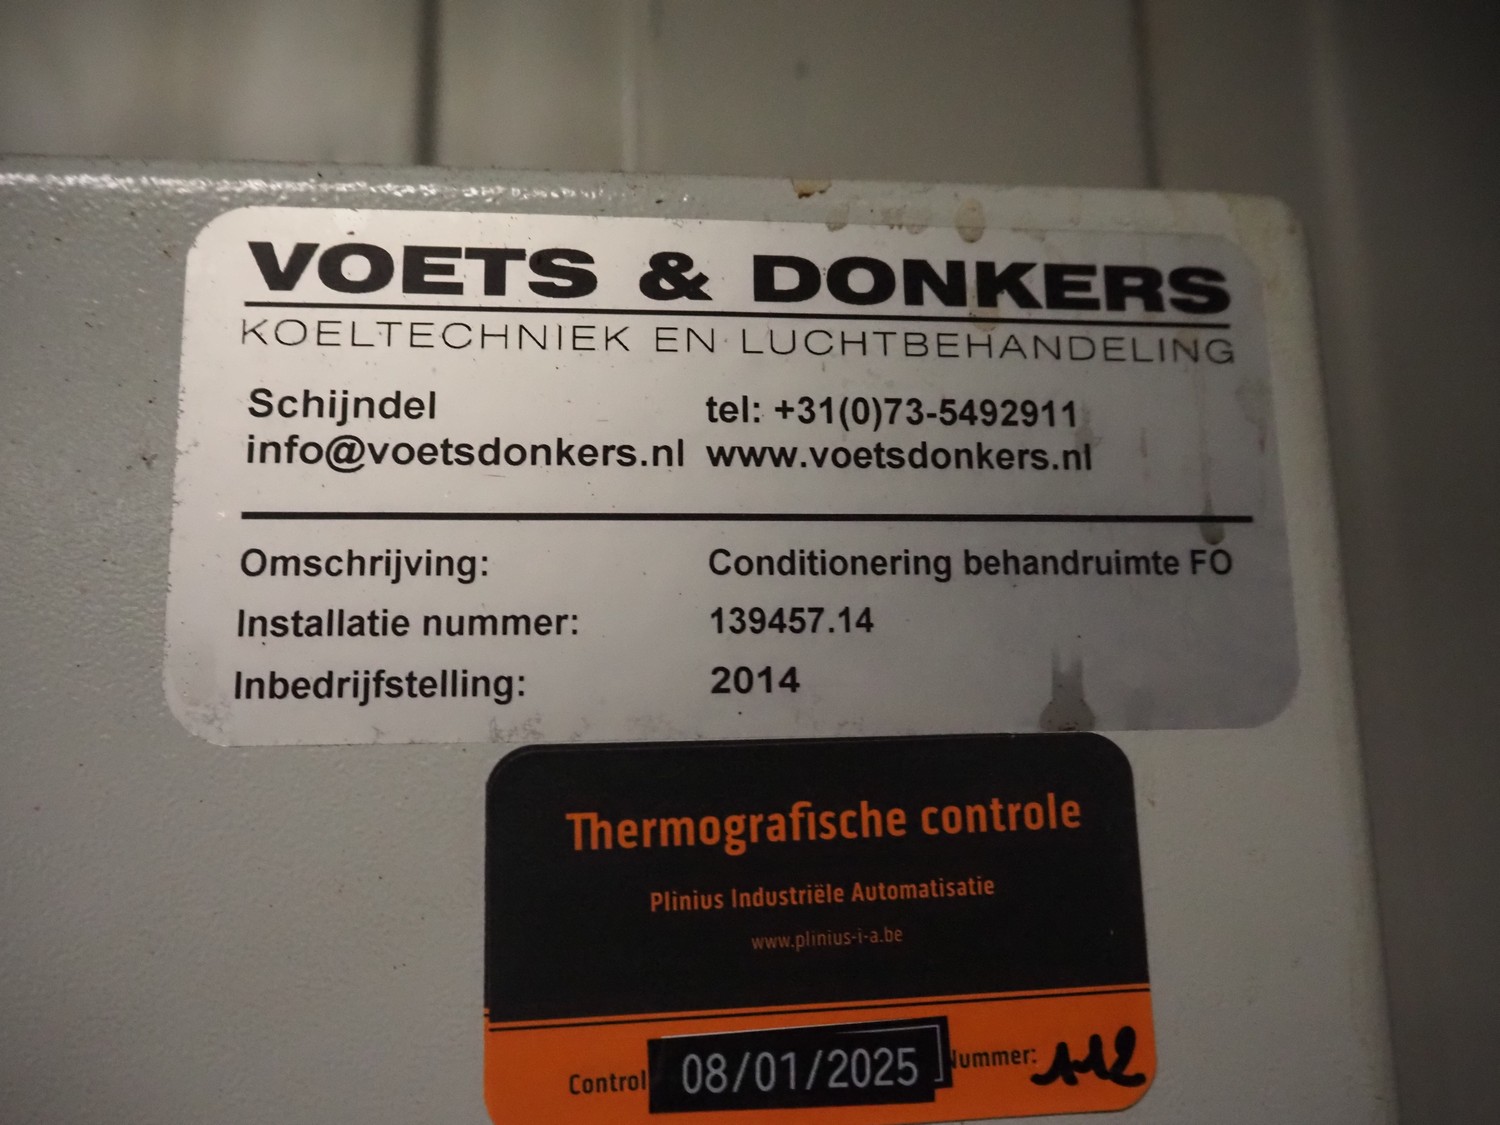 VOETS & DONKERS
KOELTECHNIEK EN LUCHTBEHANDELING
Schijndel tel: +31(0)73-5492911
info@voetsdonkers.nl www.voetsdonkers.nl
Omschrijving: Conditionering behandruimte FO
Installatie nummer: 139457.14
Inbedrijfstelling: 2014
Thermografische controle
Plinius Industriële Automatisatie
www.plinius-i-a.be
Control 08/01/2025 Nummer: